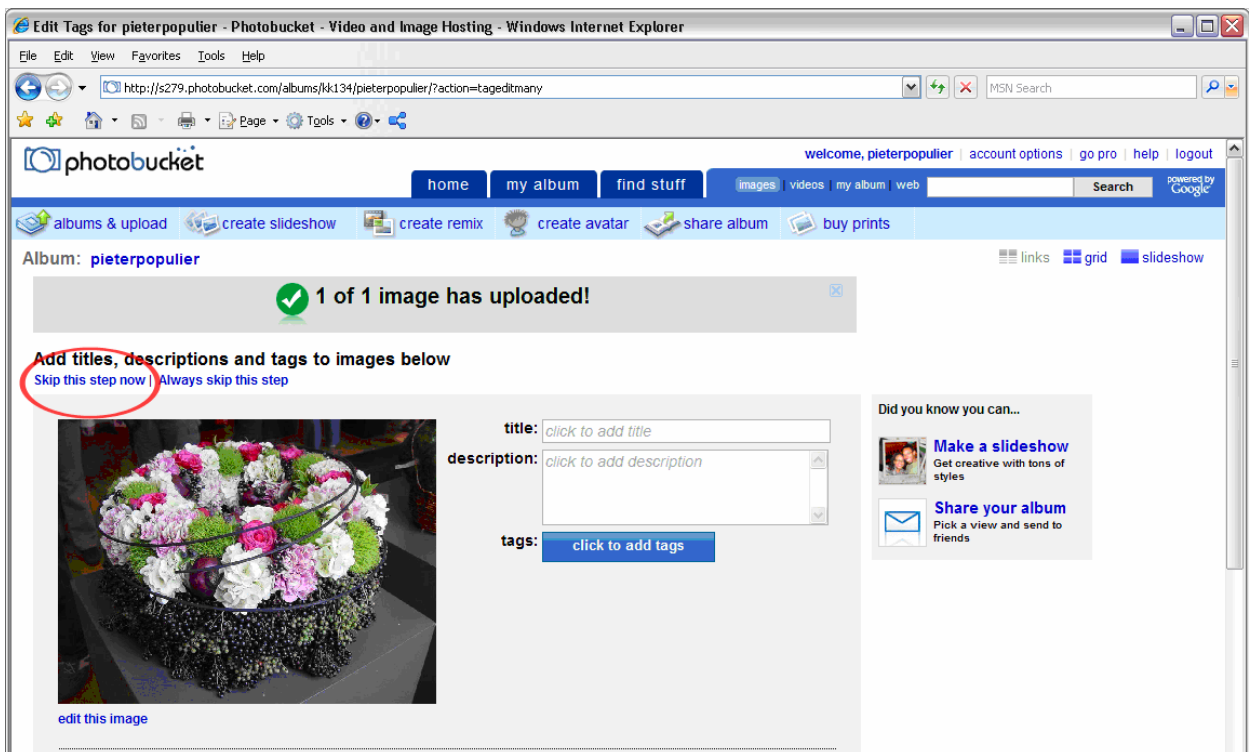 Edit Tags for pieterpopulier - Photobucket - Video and Image Hosting - Windows Internet Explorer
File Edit View Favorites Tools Help
http://s279.photobucket.com/albums/kk134/pieterpopulier/?action=tageditmany MSN Search
Page Tools
photobucket
welcome, pieterpopulier | account options | go pro | help | logout
home my album find stuff images | videos | my album | web Search powered by Google
albums & upload create slideshow create remix create avatar share album buy prints
Album: pieterpopulier links grid slideshow
1 of 1 image has uploaded!
Add titles, descriptions and tags to images below
Skip this step now | Always skip this step
title: click to add title
description: click to add description
tags: click to add tags
edit this image
Did you know you can...
Make a slideshow
Get creative with tons of
styles
Share your album
Pick a view and send to
friends